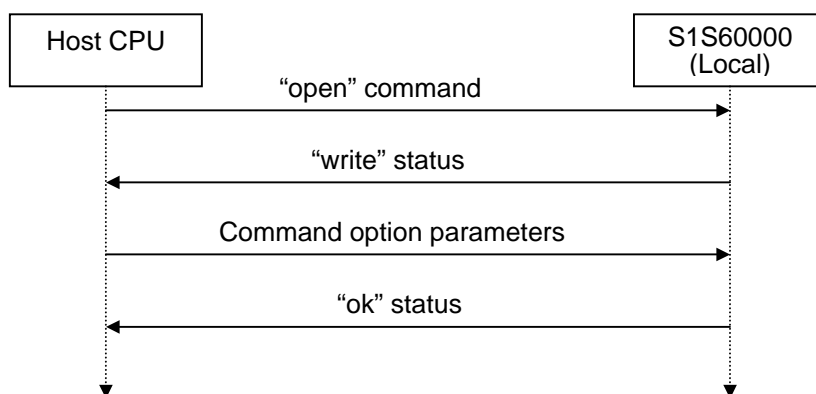 Host CPU
S1S60000
(Local)
“open” command
“write” status
Command option parameters
“ok” status